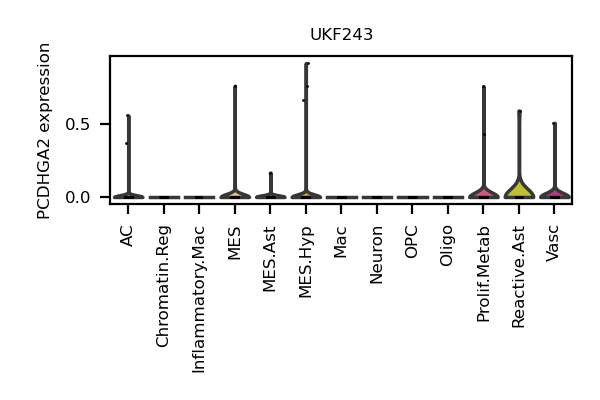 UKF243
PCDHGA2 expression
0.5
0.0
AC
Chromatin.Reg
Inflammatory.Mac
MES
MES.Ast
MES.Hyp
Mac
Neuron
OPC
Oligo
Prolif.Metab
Reactive.Ast
Vasc